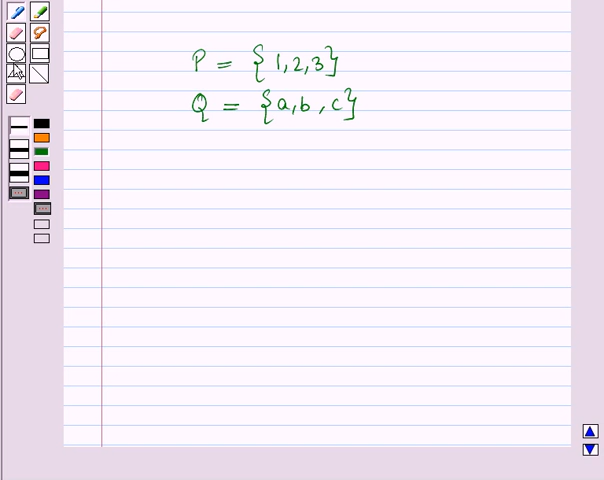 P = {1,2,3}
Q = {a,b,c}